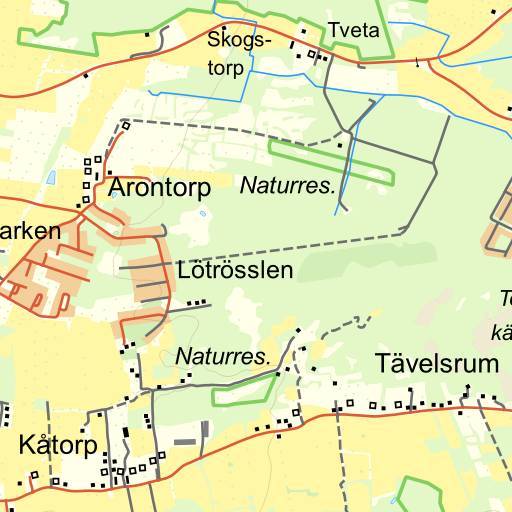 Tveta
Skogs-
torp
Arontorp
Naturres.
arken
Lötrösslen
Naturres.
Tävelsrum
Kåtorp